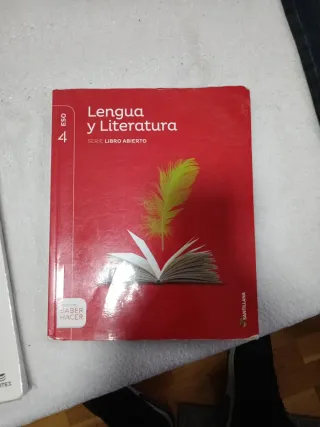 Lengua
y Literatura
SERIE LIBRO ABIERTO
4 ESO
SABER
HACER
SANTILLANA